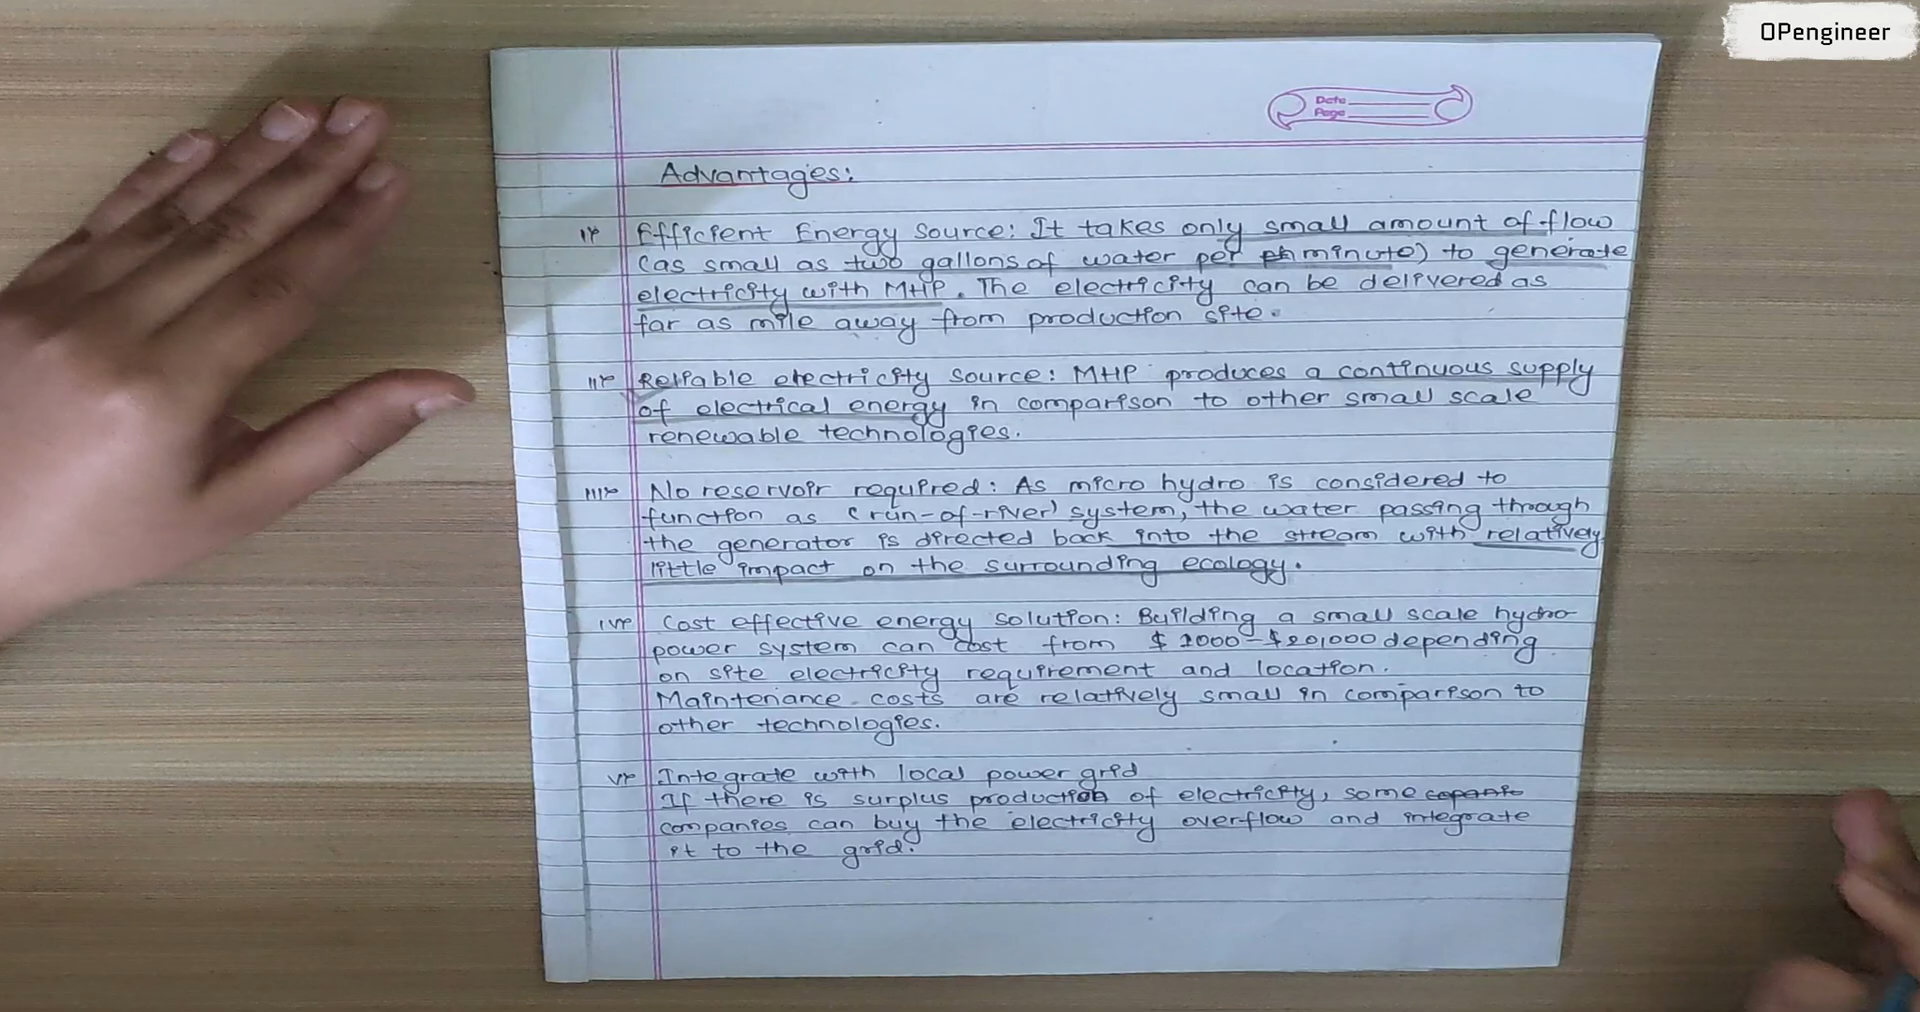 OPengineer
Date
Page
Advantages:
i) Efficient Energy source: It takes only small amount of flow
(as small as two gallons of water per minute) to generate
electricity with MHP. The electricity can be delivered as
far as mile away from production site.
ii) Reliable electricity source: MHP produces a continuous supply
of electrical energy in comparison to other small scale
renewable technologies.
iii) No reservoir required: As micro hydro is considered to
function as (run-of-river) system, the water passing through
the generator is directed back into the stream with relatively
little impact on the surrounding ecology.
iv) Cost effective energy solution: Building a small scale hydro
power system can cost from $ 1000 - $20,000 depending
on site electricity requirement and location.
Maintenance costs are relatively small in comparison to
other technologies.
v) Integrate with local power grid
If there is surplus production of electricity, some
companies can buy the electricity overflow and integrate
it to the grid.